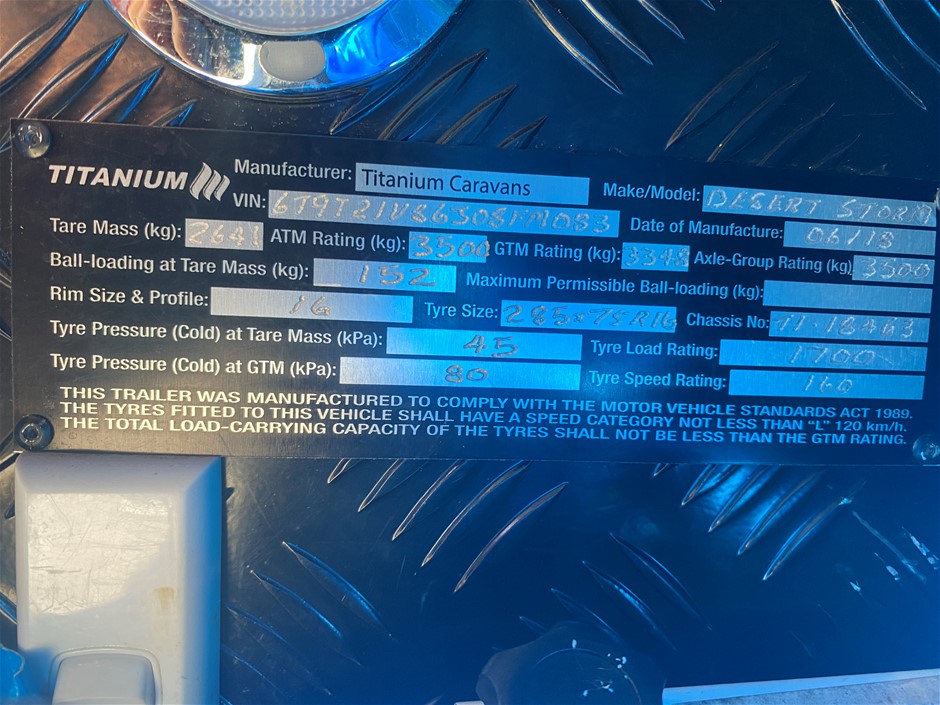 TITANIUM Manufacturer: Titanium Caravans Make/Model: DESERT STORM
VIN: Date of Manufacture: 06/13
Tare Mass (kg): 2641 ATM Rating (kg): 3500 GTM Rating (kg): 3348 Axle-Group Rating (kg) 3500
Ball-loading at Tare Mass (kg): 152 Maximum Permissible Ball-loading (kg):
Rim Size & Profile: 16 Tyre Size: 285x75R16 Chassis No:
Tyre Pressure (Cold) at Tare Mass (kPa): 45 Tyre Load Rating: 1700
Tyre Pressure (Cold) at GTM (kPa): 80 Tyre Speed Rating: 160
THIS TRAILER WAS MANUFACTURED TO COMPLY WITH THE MOTOR VEHICLE STANDARDS ACT 1989.
THE TYRES FITTED TO THIS VEHICLE SHALL HAVE A SPEED CATEGORY NOT LESS THAN "L" 120 km/h.
THE TOTAL LOAD-CARRYING CAPACITY OF THE TYRES SHALL NOT BE LESS THAN THE GTM RATING.